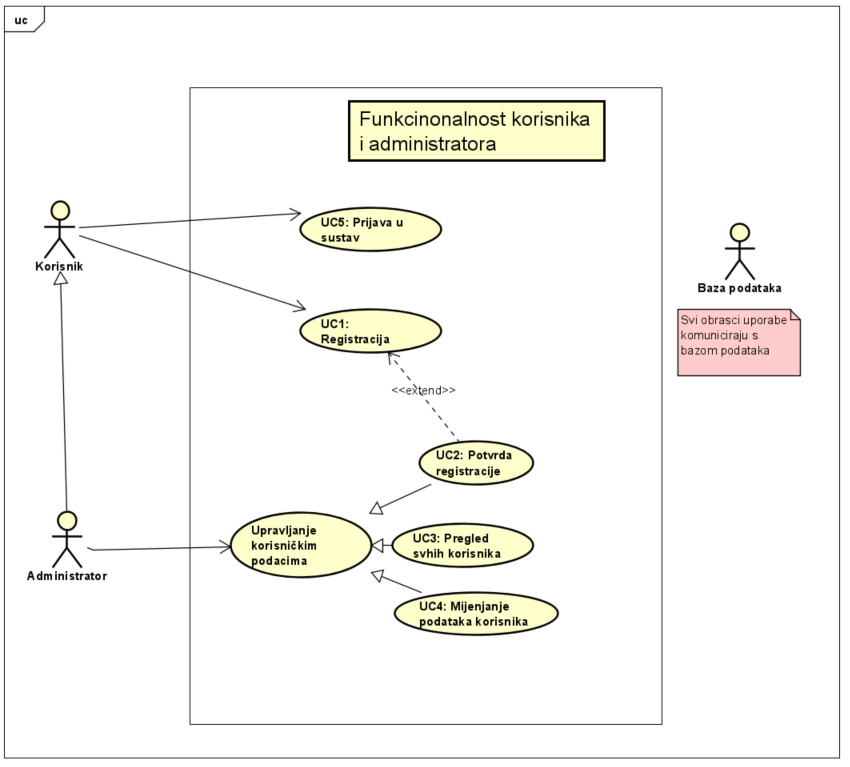 uc
Funkcinonalnost korisnika
i administratora
UC5: Prijava u
sustav
Korisnik
Baza podataka
Svi obrasci uporabe
komuniciraju s
bazom podataka
UC1:
Registracija
<<extend>>
UC2: Potvrda
registracije
Upravljanje
korisničkim
podacima
UC3: Pregled
svhih korisnika
Administrator
UC4: Mijenjanje
podataka korisnika